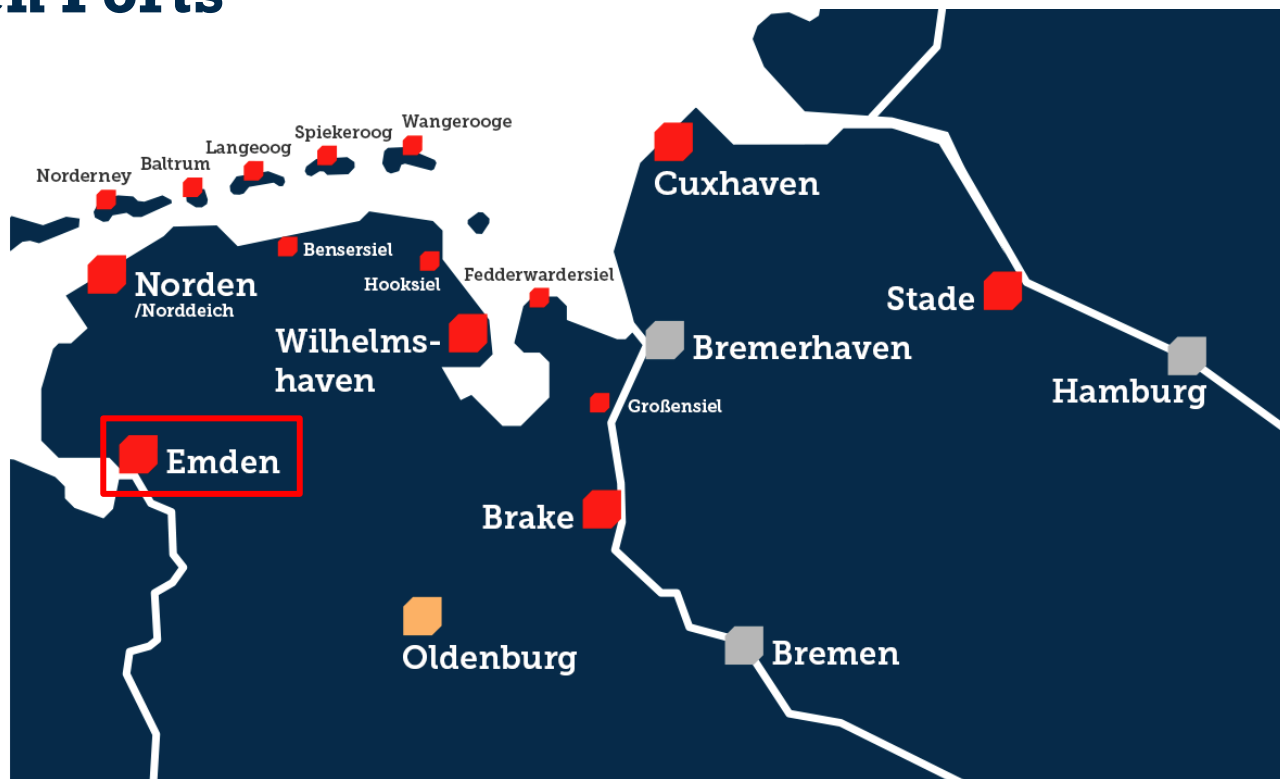 Ports
Wangerooge
Spiekeroog
Langeoog
Baltrum
Norderney
Cuxhaven
Bensersiel
Hooksiel
Fedderwardersiel
Norden
/Norddeich
Stade
Wilhelms-
haven
Bremerhaven
Hamburg
Großensiel
Emden
Brake
Oldenburg
Bremen